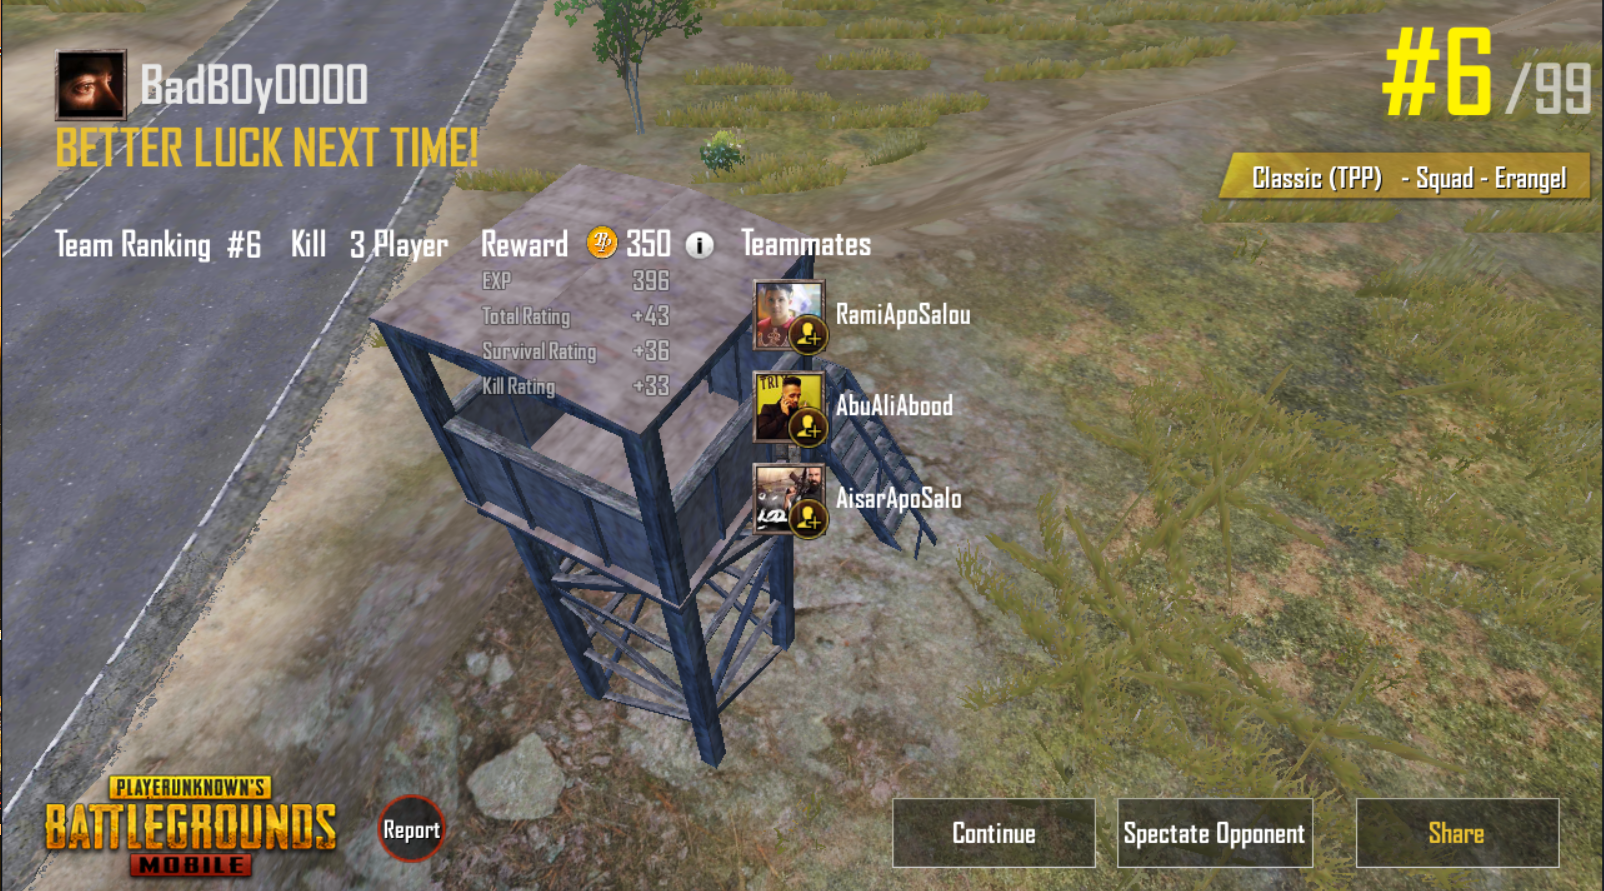 BadB0y0000
BETTER LUCK NEXT TIME!
#6 /99
Classic (TPP) - Squad - Erangel
Team Ranking #6 Kill 3 Player Reward 350 i Teammates
EXP 396
Total Rating +43
Survival Rating +36
Kill Rating +33
RamiApoSalou
AbuAliAbood
AisarApoSalo
PLAYERUNKNOWN'S
BATTLEGROUNDS
MOBILE
Report
Continue
Spectate Opponent
Share